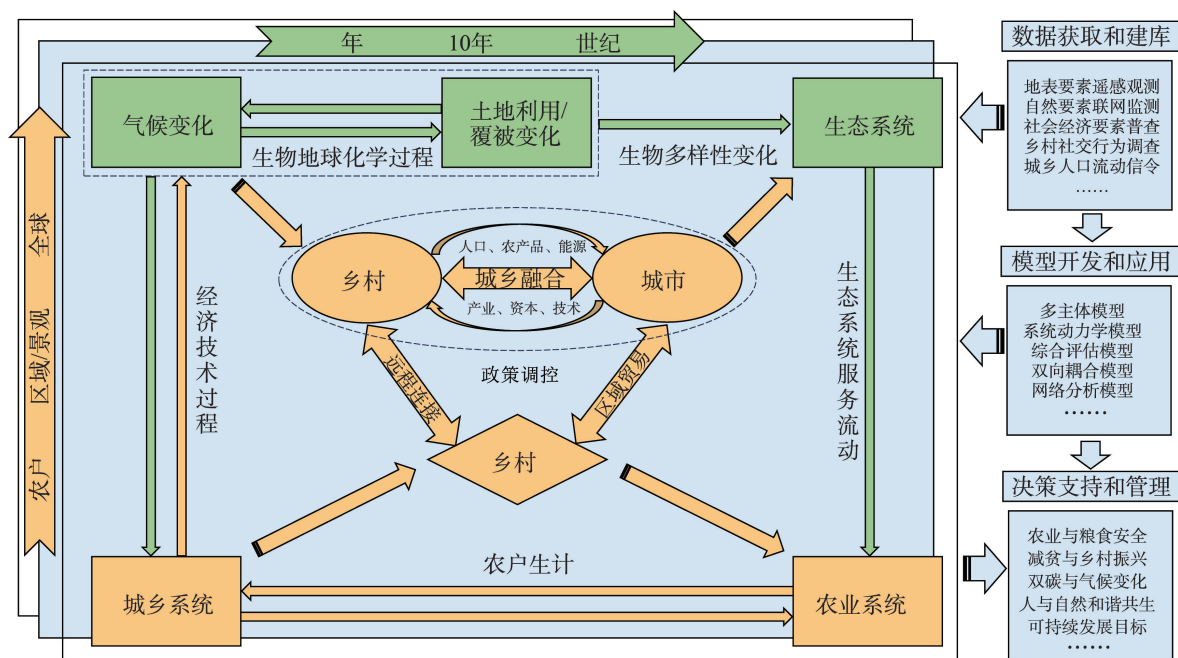 年 10年 世纪
气候变化
土地利用/
覆被变化
生态系统
生物地球化学过程
生物多样性变化
农户 区域/景观 全球
经济技术过程
乡村
人口、农产品、能源
城乡融合
产业、资本、技术
城市
生态系统服务流动
远程连接
政策调控
区域贸易
乡村
城乡系统
农户生计
农业系统
数据获取和建库
地表要素遥感观测
自然要素联网监测
社会经济要素普查
乡村社交行为调查
城乡人口流动信令
……
模型开发和应用
多主体模型
系统动力学模型
综合评估模型
双向耦合模型
网络分析模型
……
决策支持和管理
农业与粮食安全
减贫与乡村振兴
双碳与气候变化
人与自然和谐共生
可持续发展目标
……